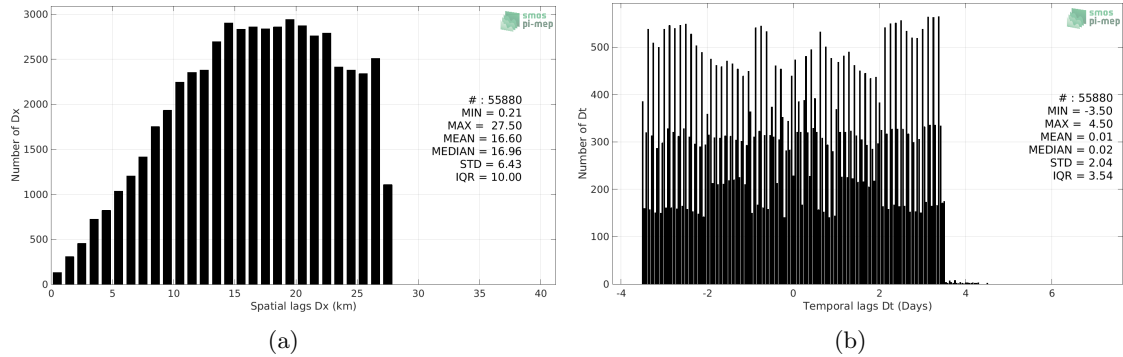 3000
2500
2000
1500
1000
500
0
Number of Dx
0
5
10
15
20
25
30
35
40
Spatial lags Dx (km)
smos
pi-mep
# : 55880
MIN = 0.21
MAX = 27.50
MEAN = 16.60
MEDIAN = 16.96
STD = 6.43
IQR = 10.00
(a)
500
400
300
200
100
0
Number of Dt
-4
-2
0
2
4
6
Temporal lags Dt (Days)
smos
pi-mep
# : 55880
MIN = -3.50
MAX = 4.50
MEAN = 0.01
MEDIAN = 0.02
STD = 2.04
IQR = 3.54
(b)